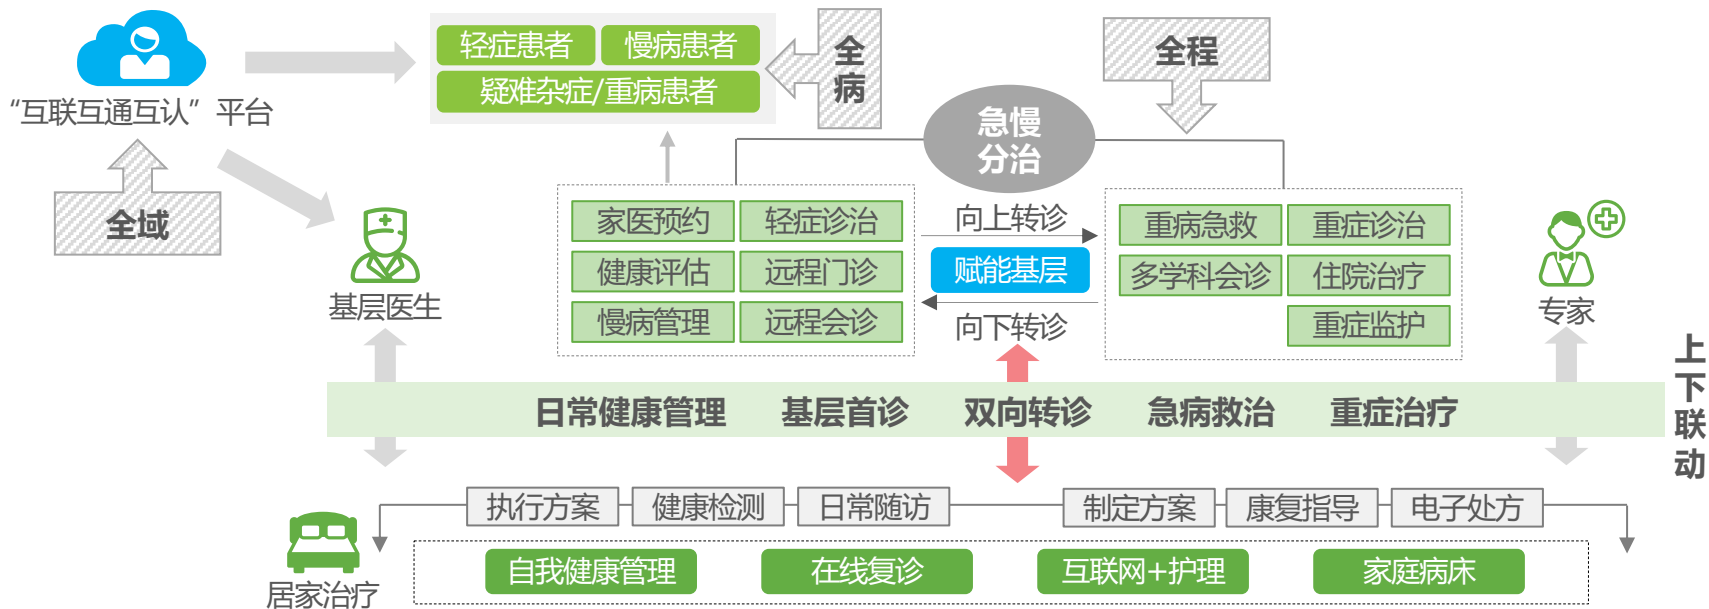 “互联互通互认”平台
全域
轻症患者
慢病患者
疑难杂症/重病患者
全
病
全程
急慢
分治
基层医生
家医预约
轻症诊治
健康评估
远程门诊
慢病管理
远程会诊
向上转诊
赋能基层
向下转诊
重病急救
重症诊治
多学科会诊
住院治疗
重症监护
专家
上
下
联
动
日常健康管理
基层首诊
双向转诊
急病救治
重症治疗
执行方案
健康检测
日常随访
制定方案
康复指导
电子处方
居家治疗
自我健康管理
在线复诊
互联网+护理
家庭病床